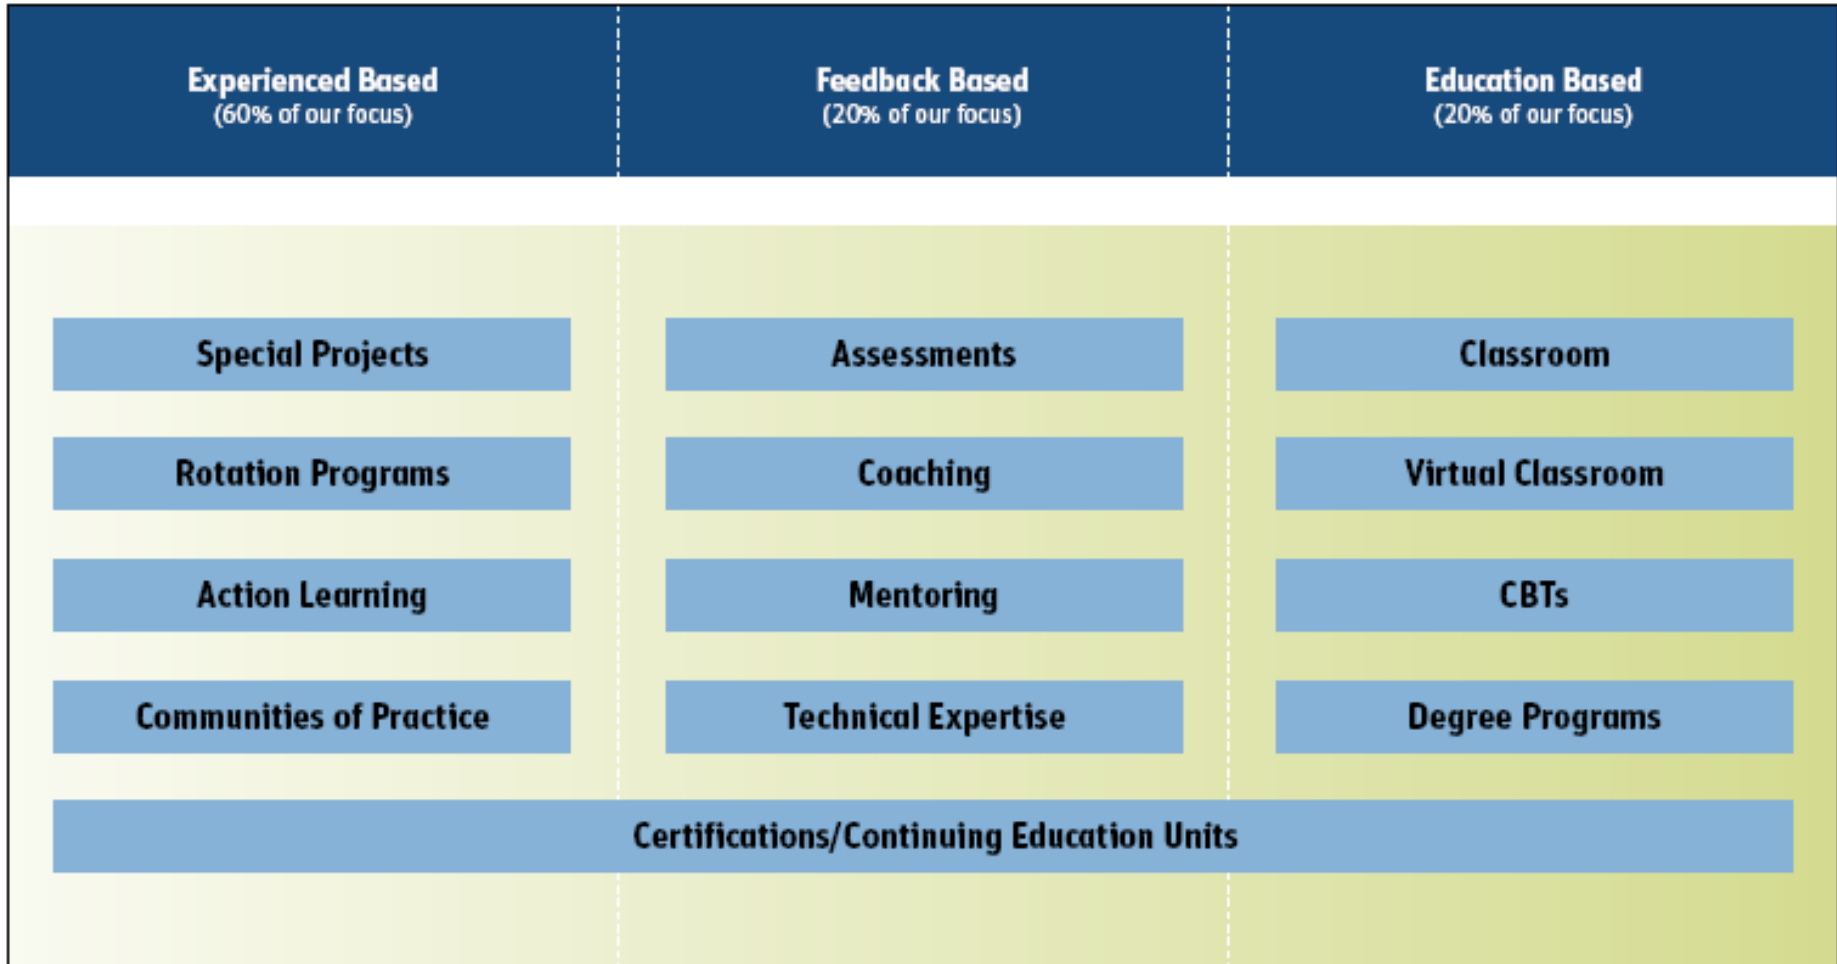 Experienced Based
(60% of our focus)
Feedback Based
(20% of our focus)
Education Based
(20% of our focus)
Special Projects
Assessments
Classroom
Rotation Programs
Coaching
Virtual Classroom
Action Learning
Mentoring
CBTs
Communities of Practice
Technical Expertise
Degree Programs
Certifications/Continuing Education Units